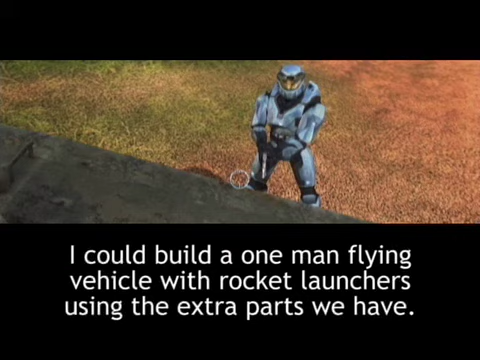 I could build a one man flying
vehicle with rocket launchers
using the extra parts we have.